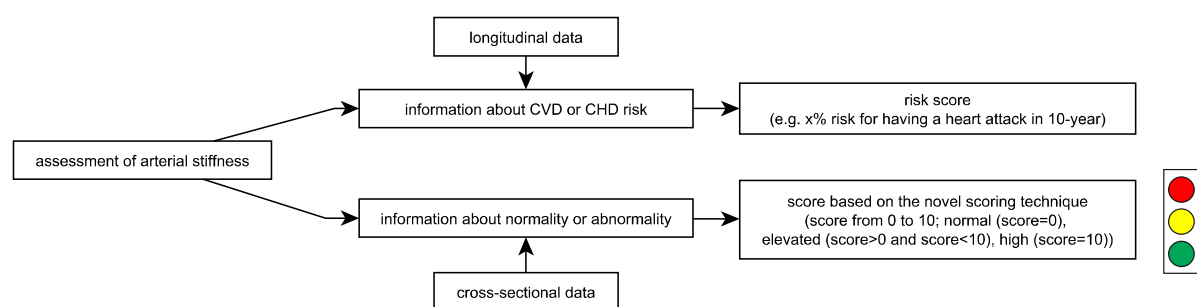 longitudinal data
information about CVD or CHD risk
risk score
(e.g. x% risk for having a heart attack in 10-year)
assessment of arterial stiffness
information about normality or abnormality
score based on the novel scoring technique
(score from 0 to 10; normal (score=0),
elevated (score>0 and score<10), high (score=10))
cross-sectional data